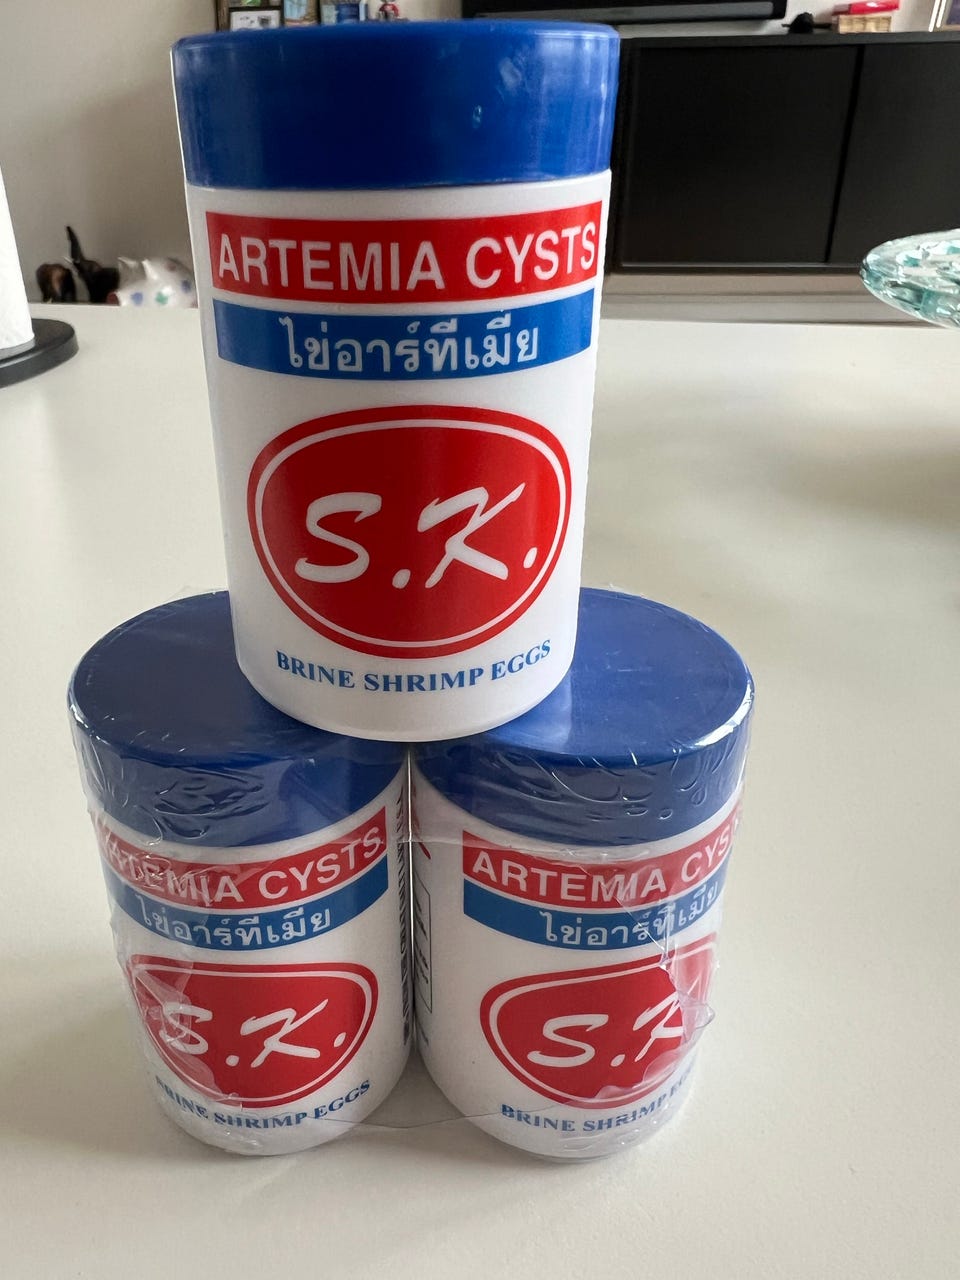 ARTEMIA CYSTS
ไข่อาร์ทีเมีย
S.K.
BRINE SHRIMP EGGS
ARTEMIA CYSTS
ไข่อาร์ทีเมีย
S.K.
BRINE SHRIMP EGGS
ARTEMIA CYS
ไข่อาร์ทีเมีย
S.K
BRINE SHRIMP